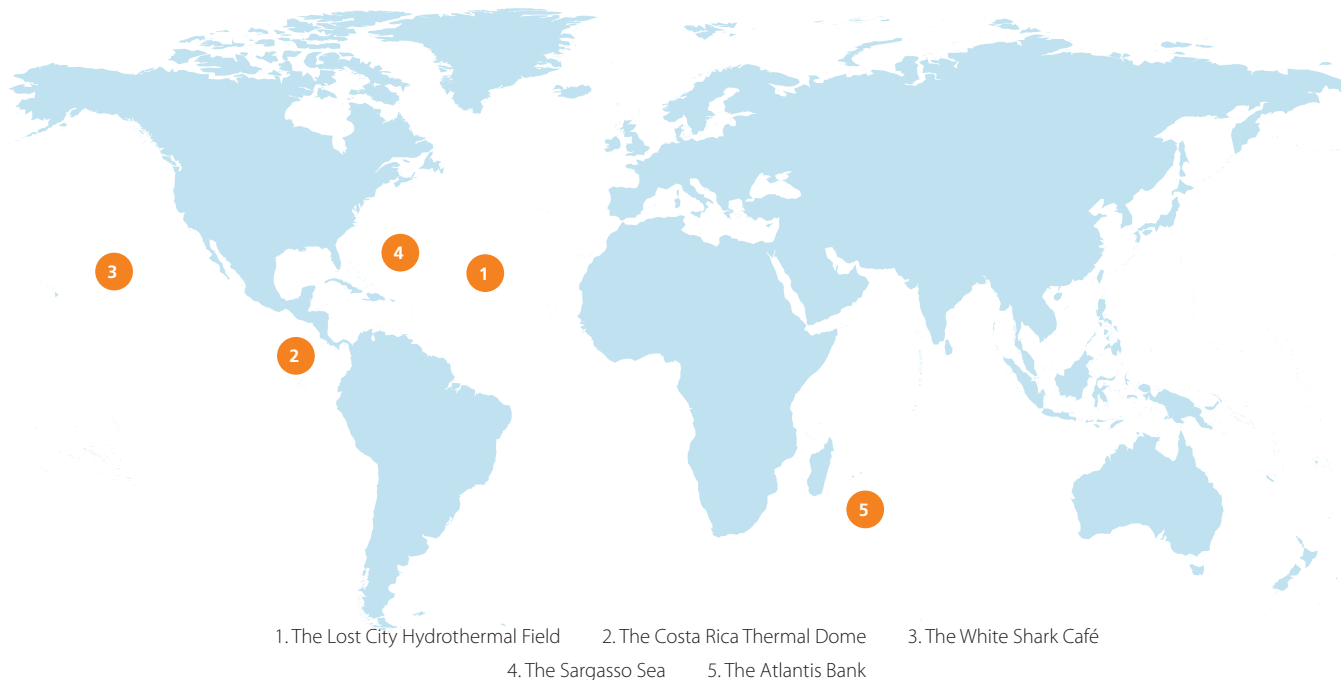 4
3
1
2
5
1. The Lost City Hydrothermal Field 2. The Costa Rica Thermal Dome 3. The White Shark Café
4. The Sargasso Sea 5. The Atlantis Bank